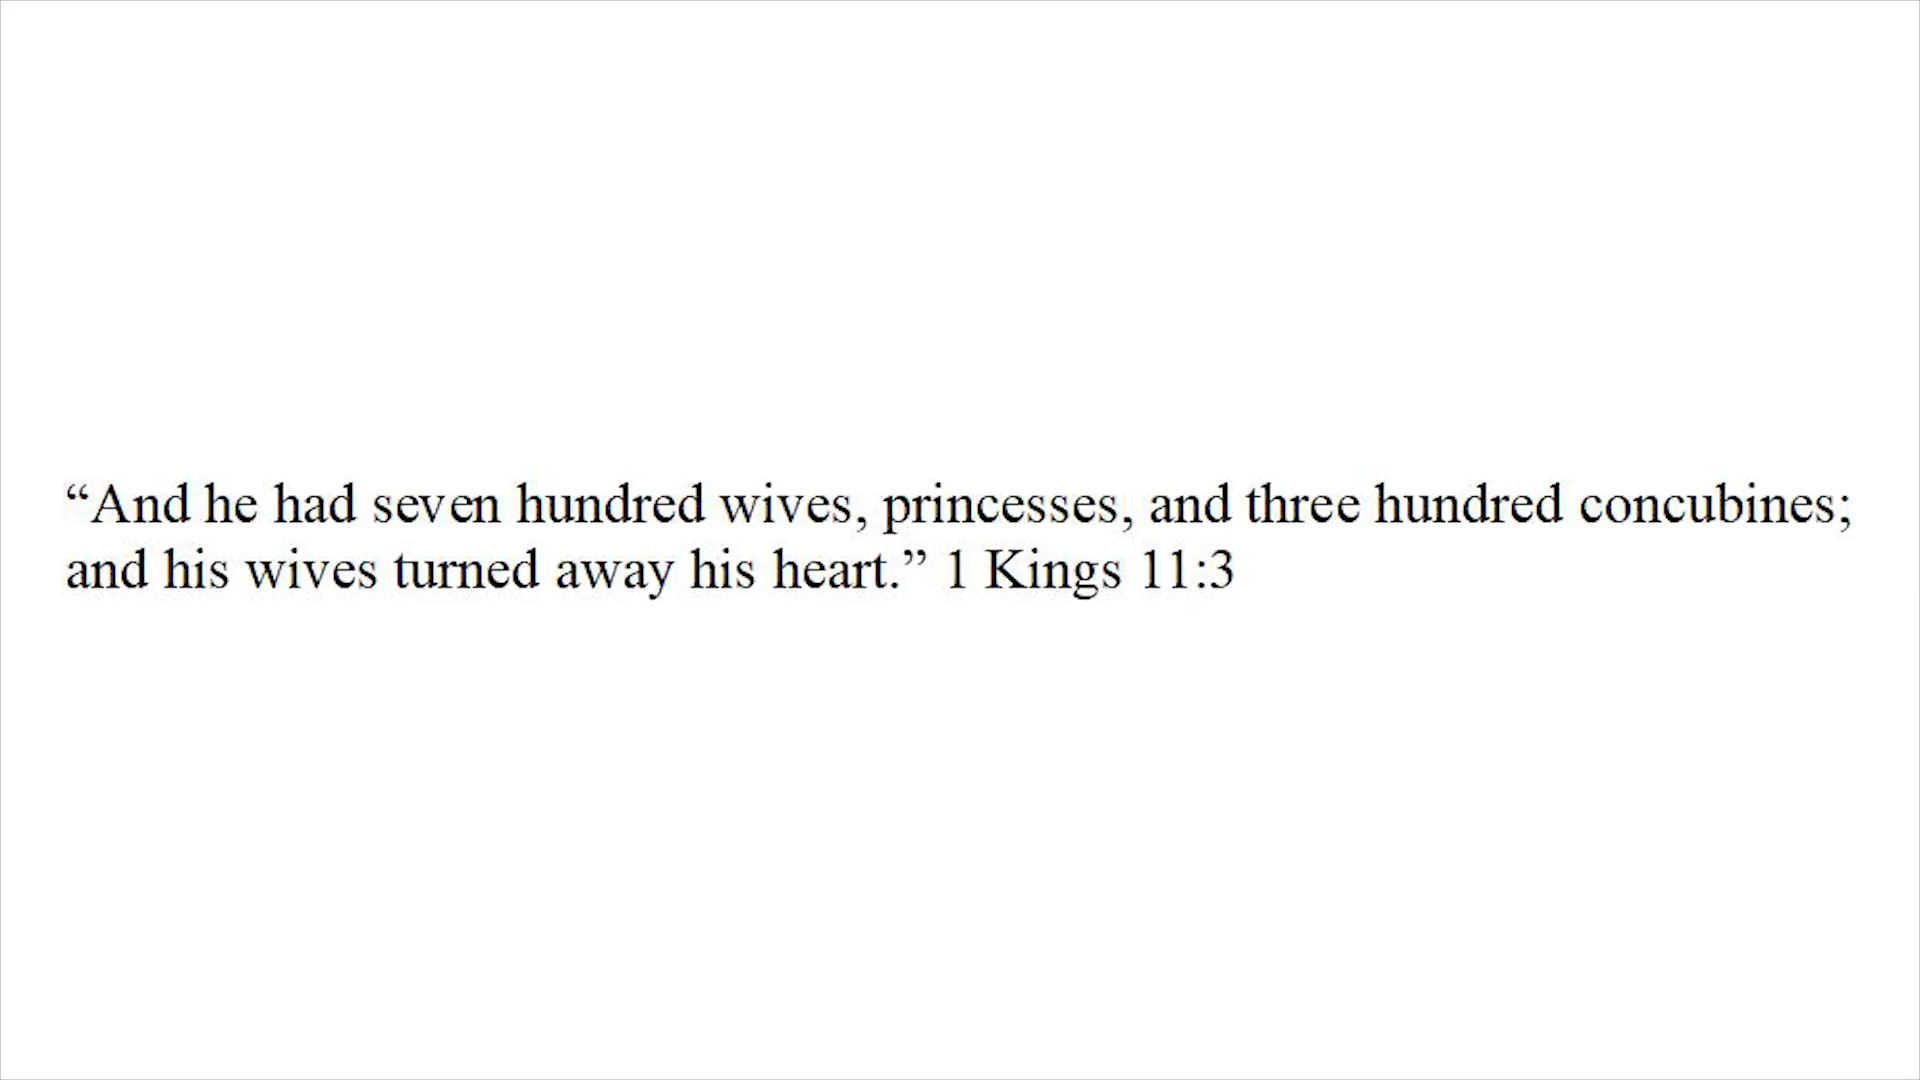 “And he had seven hundred wives, princesses, and three hundred concubines;
and his wives turned away his heart.” 1 Kings 11:3